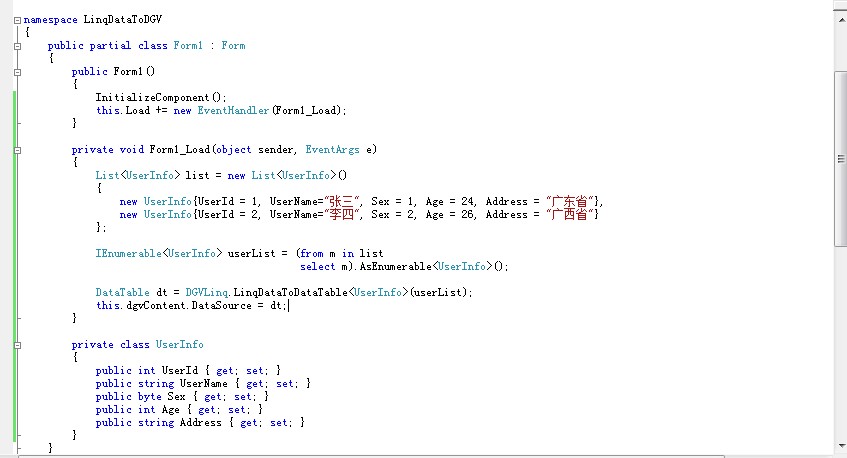 namespace LinqDataToDGV
{
public partial class Form1 : Form
{
public Form1()
{
InitializeComponent();
this.Load += new EventHandler(Form1_Load);
}
private void Form1_Load(object sender, EventArgs e)
{
List<UserInfo> list = new List<UserInfo>()
{
new UserInfo{UserId = 1, UserName="张三", Sex = 1, Age = 24, Address = "广东省"},
new UserInfo{UserId = 2, UserName="李四", Sex = 1, Age = 26, Address = "广西省"}
};
IEnumerable<UserInfo> userList = (from m in list
select m).AsEnumerable<UserInfo>();
DataTable dt = DGVLinq.LinqDataToDataTable<UserInfo>(userList);
this.dgvContent.DataSource = dt;
}
private class UserInfo
{
public int UserId { get; set; }
public string UserName { get; set; }
public byte Sex { get; set; }
public int Age { get; set; }
public string Address { get; set; }
}
}